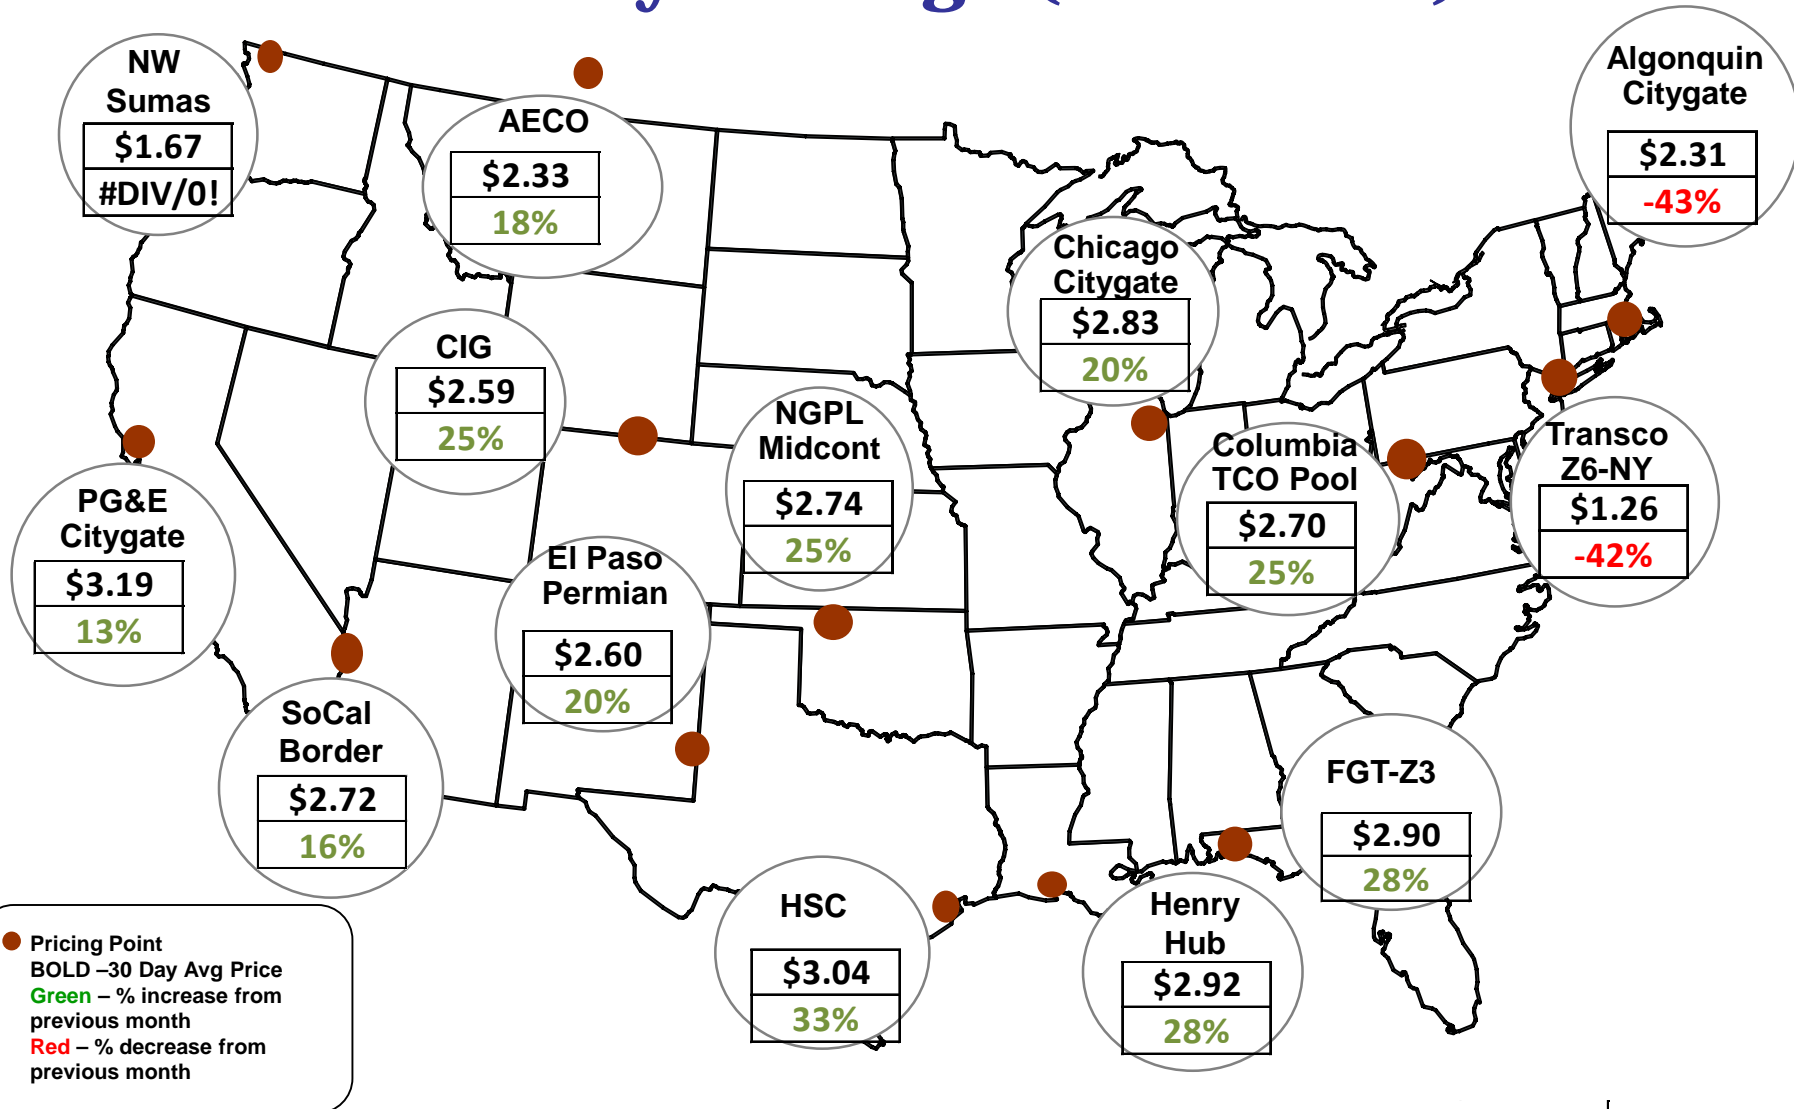 NW
Sumas
$1.67
#DIV/0!
AECO
$2.33
18%
Algonquin
Citygate
$2.31
-43%
Chicago
Citygate
$2.83
20%
CIG
$2.59
25%
NGPL
Midcont
$2.74
25%
Columbia
TCO Pool
$2.70
25%
Transco
Z6-NY
$1.26
-42%
PG&E
Citygate
$3.19
13%
El Paso
Permian
$2.60
20%
SoCal
Border
$2.72
16%
FGT-Z3
$2.90
28%
HSC
$3.04
33%
Henry
Hub
$2.92
28%
Pricing Point
BOLD –30 Day Avg Price
Green – % increase from
previous month
Red – % decrease from
previous month